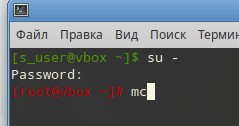 Файл Правка Вид Поиск Термин
[s_user@vbox ~]$ su -
Password:
[root@vbox ~]# mc